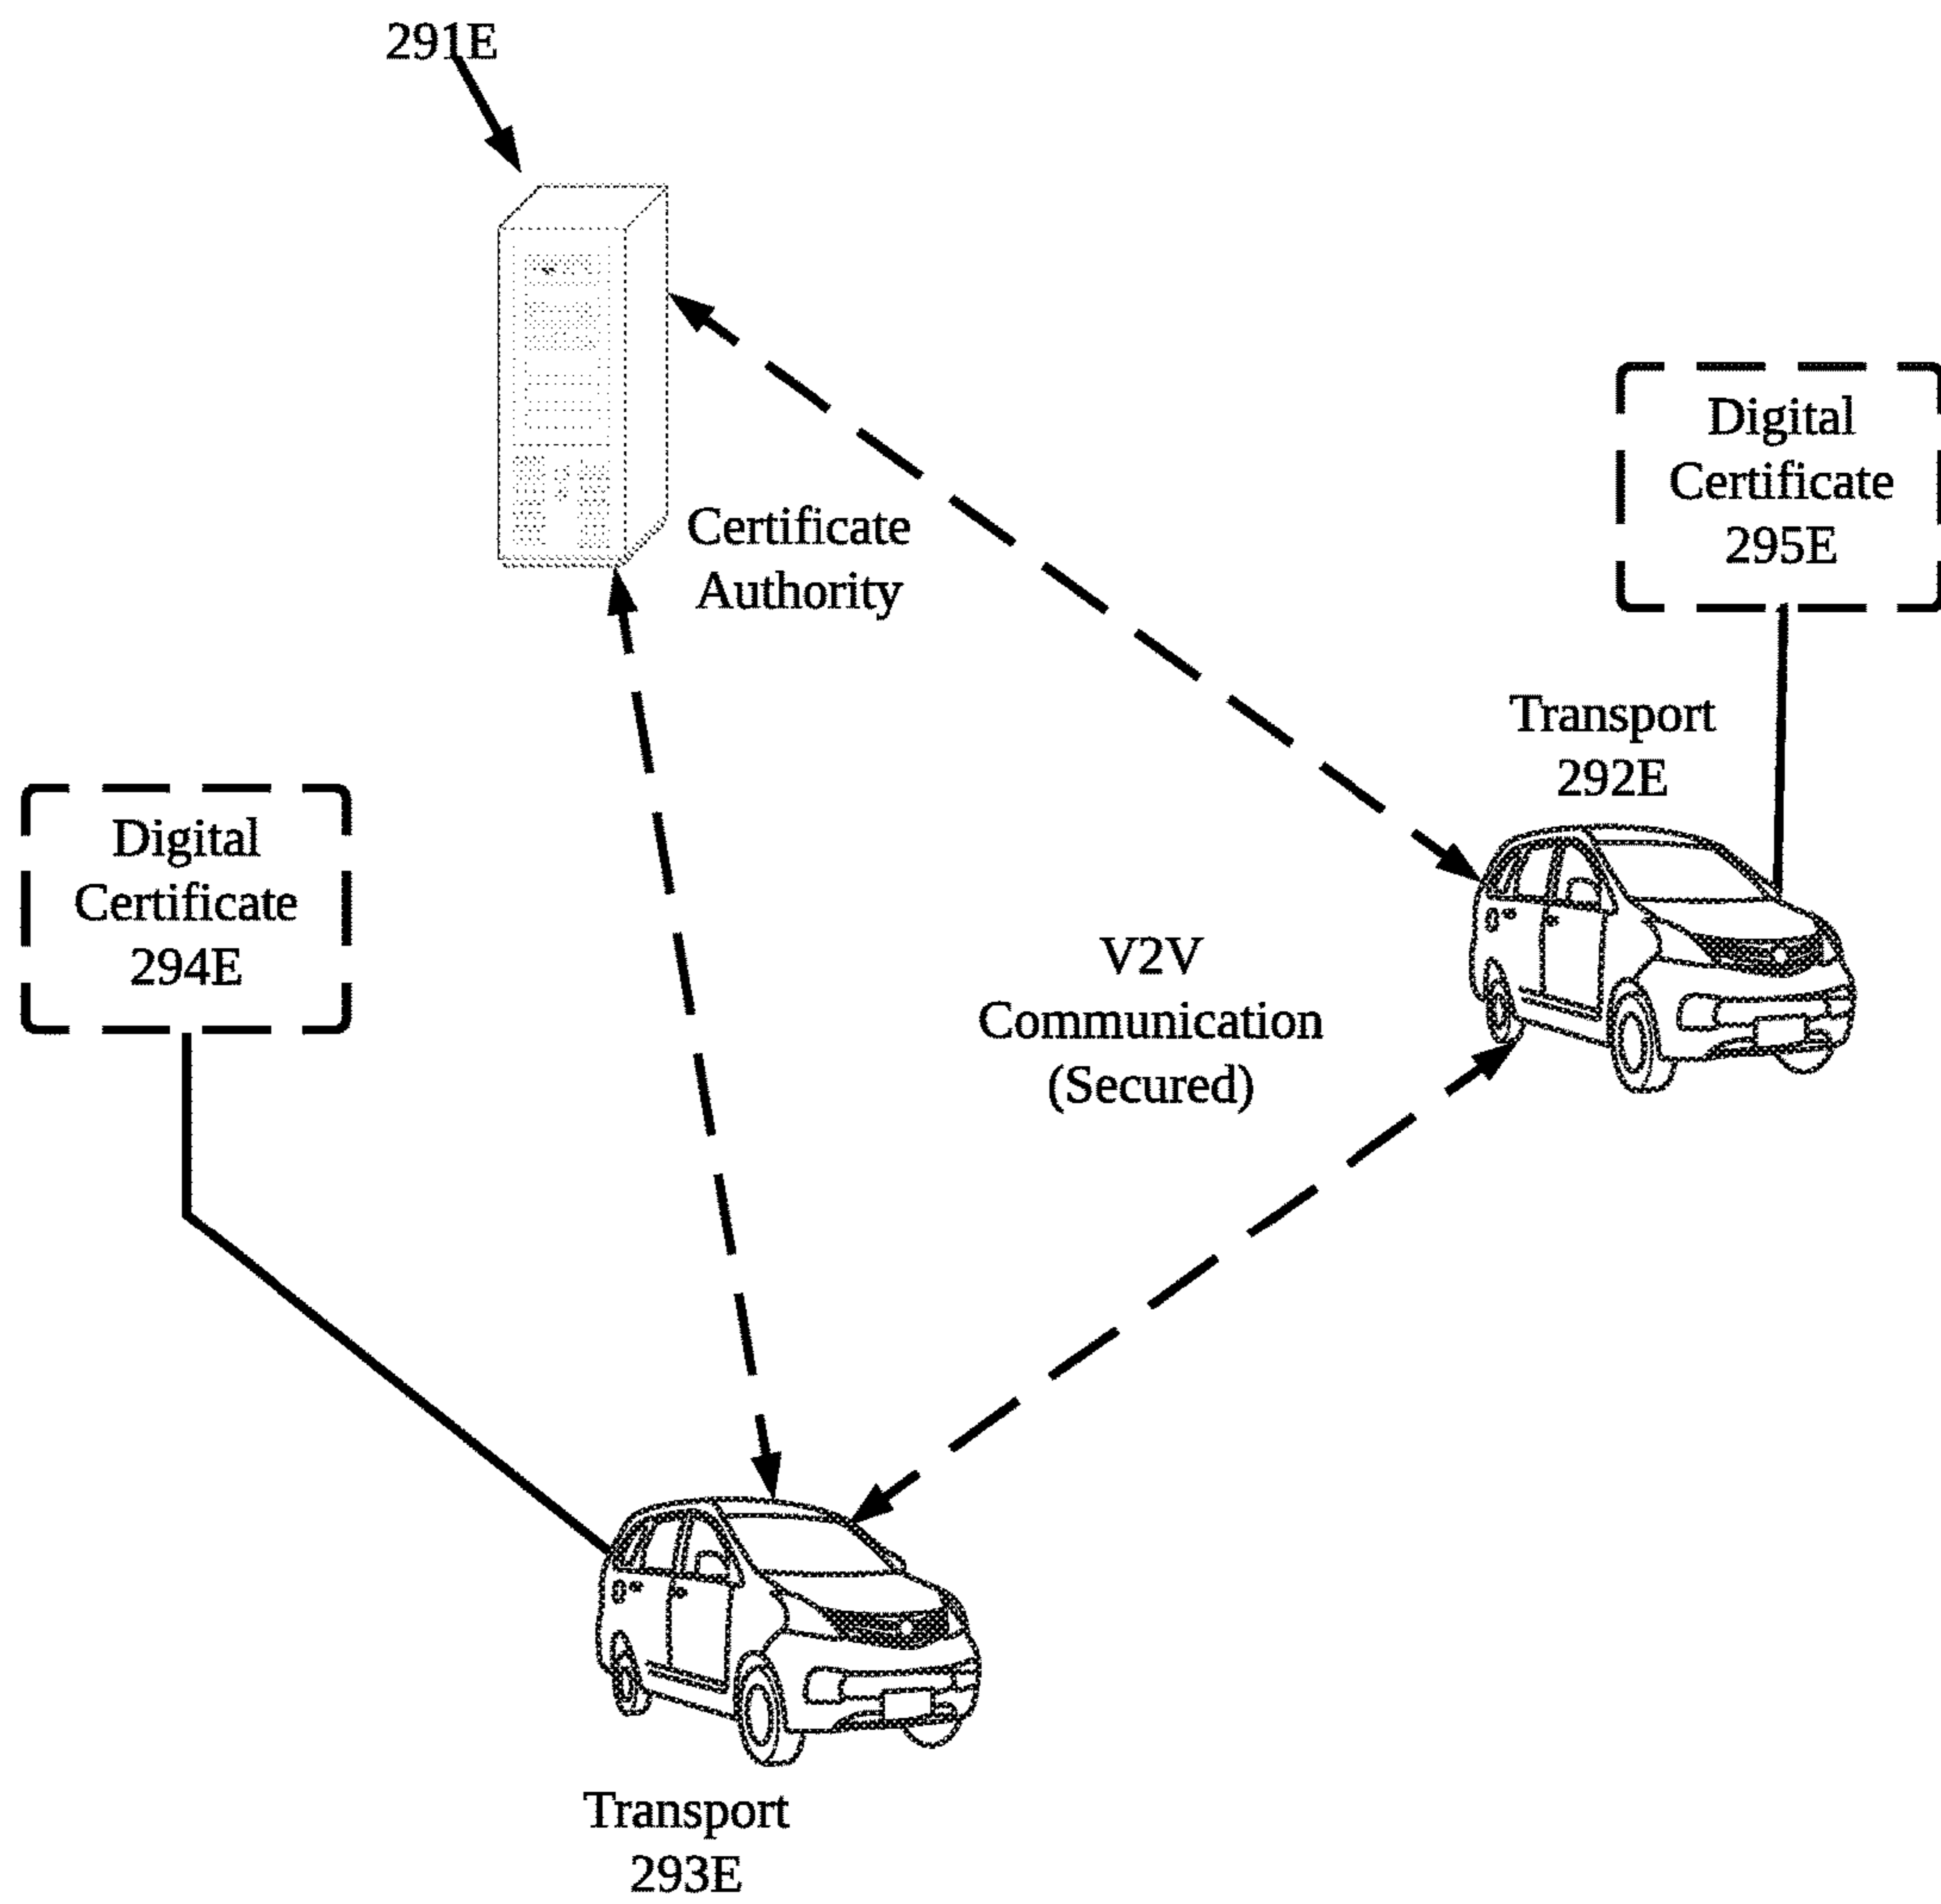 291E
Certificate
Authority
Digital
Certificate
295E
Transport
292E
Digital
Certificate
294E
V2V
Communication
(Secured)
Transport
293E